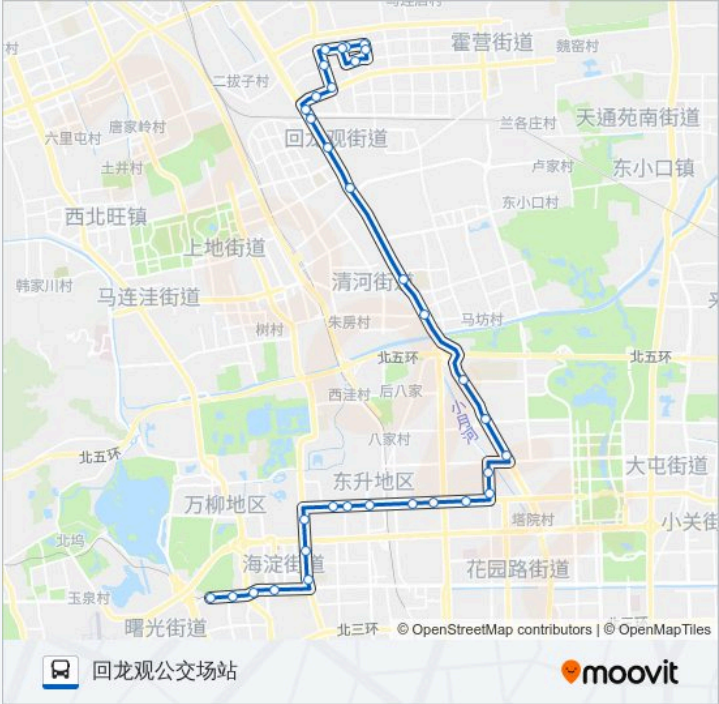 霍营街道
魏窑村
村
二拔子村
兰各庄村
天通苑南街道
唐家岭村
六里屯村
回龙观街道
卢家村
东小口镇
土井村
东小口村
西北旺镇
上地街道
韩家川村
清河街道
马连洼街道
朱房村
马坊村
树村
北五环
北五环
西洼村
后八家
小月河
八家村
北五环
东升地区
大屯街道
万柳地区
塔院村
小关街
北坞
海淀街道
花园路街道
玉泉村
曙光街道
北三环
© OpenStreetMap contributors | © OpenMapTiles
回龙观公交场站
moovit